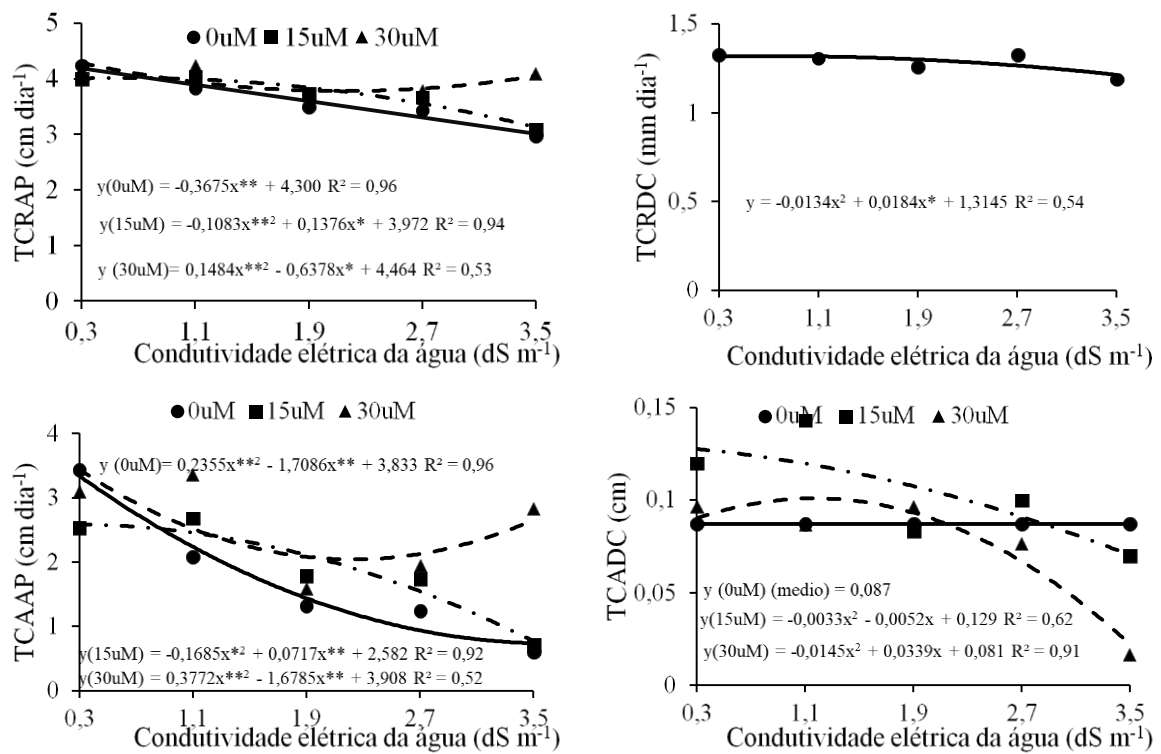 TCRAP (cm dia-1)
5
4
3
2
1
0
●0uM ■15uM ▲30uM
y(0uM) = -0,3675x** + 4,300 R² = 0,96
y(15uM) = -0,1083x**² + 0,1376x* + 3,972 R² = 0,94
y (30uM)= 0,1484x**² - 0,6378x* + 4,464 R² = 0,53
0,3 1,1 1,9 2,7 3,5
Condutividade elétrica da água (dS m-1)
TCRDC (mm dia-1)
1,5
1
0,5
0
y = -0,0134x² + 0,0184x* + 1,3145 R² = 0,54
0,3 1,1 1,9 2,7 3,5
Condutividade elétrica da água (dS m-1)
TCAAP (cm dia-1)
4
3
2
1
0
●0uM ■15uM ▲30uM
y (0uM)= 0,2355x**² - 1,7086x** + 3,833 R² = 0,96
y(15uM) = -0,1685x*² + 0,0717x** + 2,582 R² = 0,92
y(30uM) = 0,3772x**² - 1,6785x** + 3,908 R² = 0,52
0,3 1,1 1,9 2,7 3,5
Condutividade elétrica da água (dS m-1)
TCADC (cm)
0,15
0,1
0,05
0
●0uM ■15uM ▲30uM
y (0uM) (medio) = 0,087
y(15uM) = -0,0033x² - 0,0052x + 0,129 R² = 0,62
y(30uM) = -0,0145x² + 0,0339x + 0,081 R² = 0,91
0,3 1,1 1,9 2,7 3,5
Condutividade elétrica da água (dS m-1)